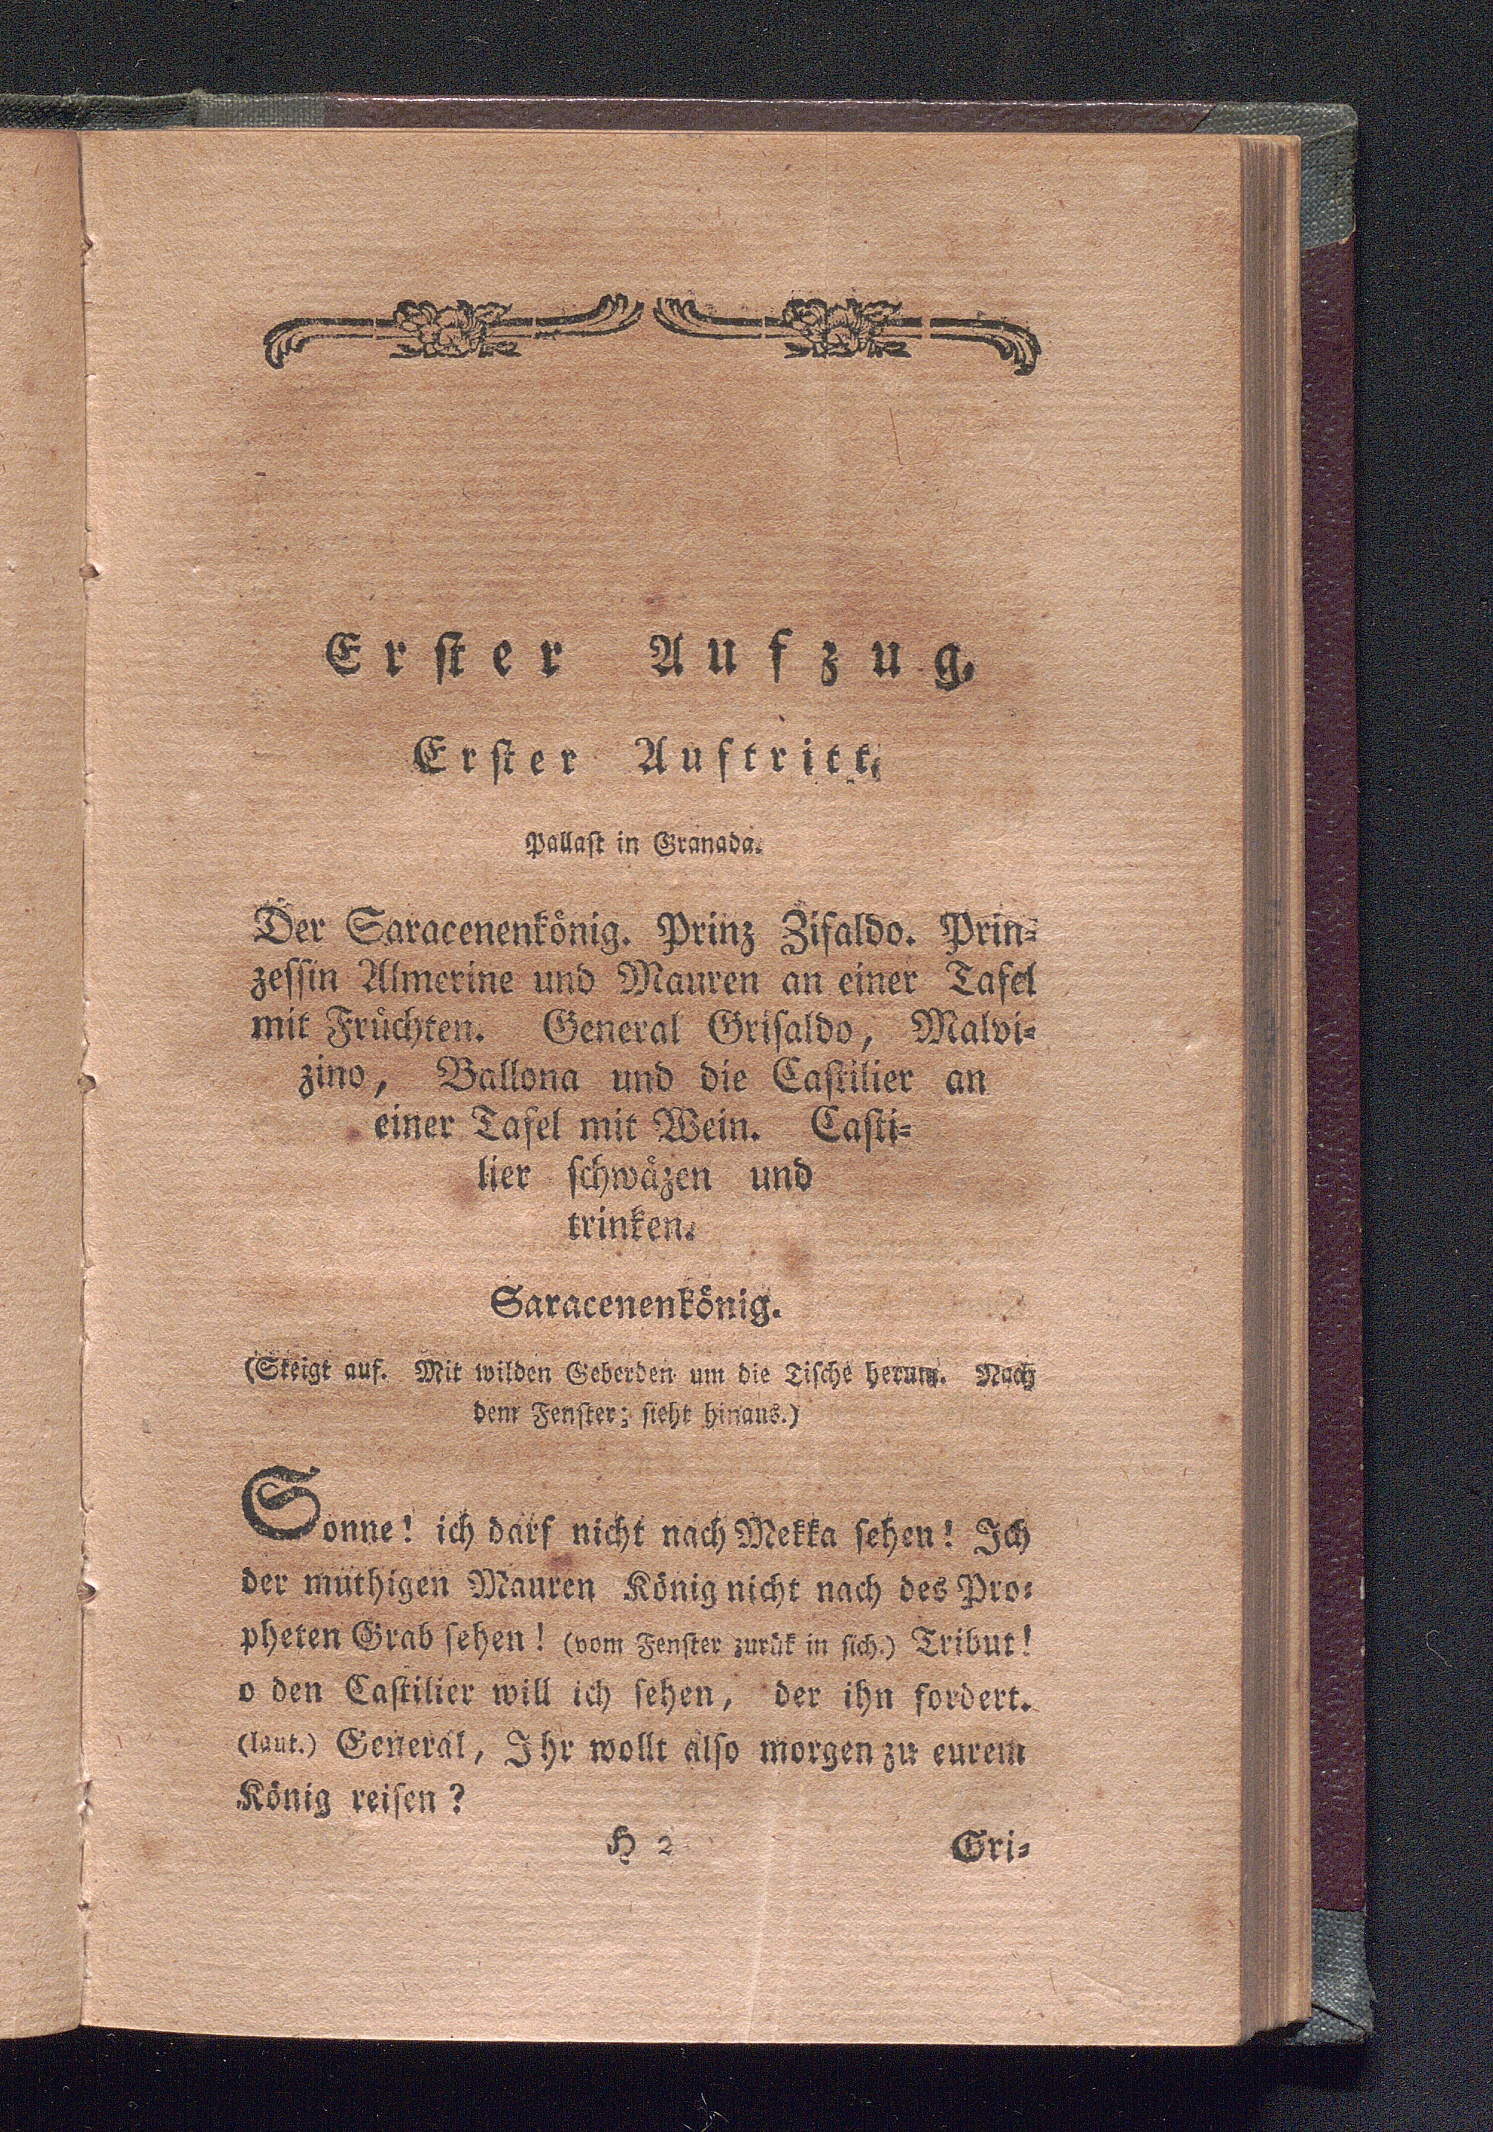 Erſter Aufzug.
Erſter Auftritt.
Pallaſt in Granada.
Der Saracenenkönig. Prinz Zifaldo. Prin⸗
zeſſin Almerine und Mauren an einer Tafel
mit Früchten. General Griſaldo, Malvi⸗
zino, Ballona und die Caſtilier an
einer Tafel mit Wein. Caſti⸗
lier ſchwäzen und
trinken.
Saracenenkönig.
(Steigt auf. Mit wilden Geberden um die Tiſche herum. Nach
dem Fenſter; ſieht hinaus.)
Sonne! ich darf nicht nach Mekka ſehen! Ich
der muthigen Mauren König nicht nach des Pro⸗
pheten Grab ſehen! (vom Fenſter zurük in ſich.) Tribut!
o den Caſtilier will ich ſehen, der ihn fordert.
(laut.) General, Ihr wollt alſo morgen zu eurem
König reiſen?
H 2 Gri⸗